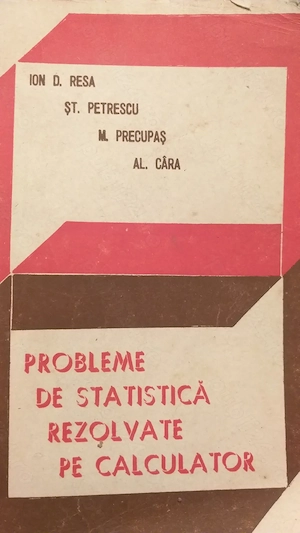 ION D. RESA
ŞT. PETRESCU
M. PRECUPAŞ
AL. CÂRA
PROBLEME
DE STATISTICĂ
REZOLVATE
PE CALCULATOR